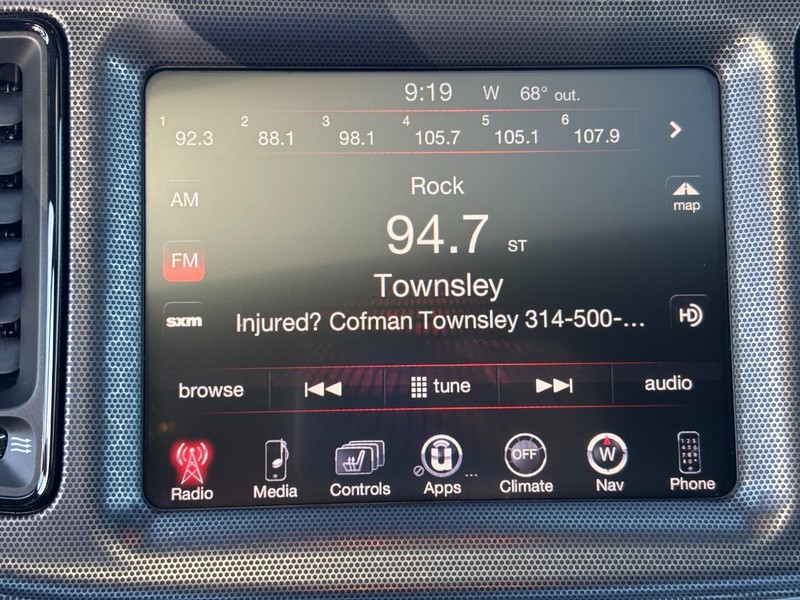 9:19 W 68° out.
1 92.3 2 88.1 3 98.1 4 105.7 5 105.1 6 107.9
Rock
AM
map
94.7 ST
FM
Townsley
sxm Injured? Cofman Townsley 314-500-... HD
browse tune audio
OFF W
Radio Media Controls Apps ... Climate Nav Phone